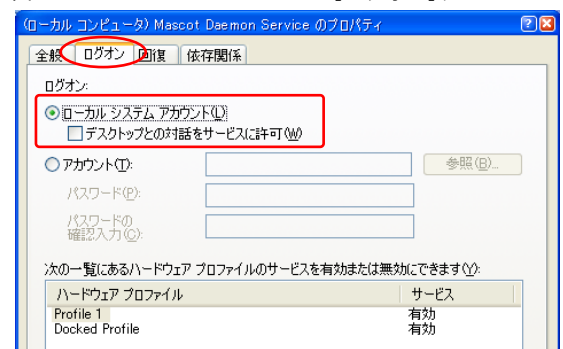 (ローカル コンピュータ) Mascot Daemon Service のプロパティ
全般 ログオン 回復 依存関係
ログオン:
ローカル システム アカウント(L)
デスクトップとの対話をサービスに許可(W)
アカウント(T): 参照(B)...
パスワード(P):
パスワードの
確認入力(C):
次の一覧にあるハードウェア プロファイルのサービスを有効または無効にできます(Y):
ハードウェア プロファイル サービス
Profile 1 有効
Docked Profile 有効